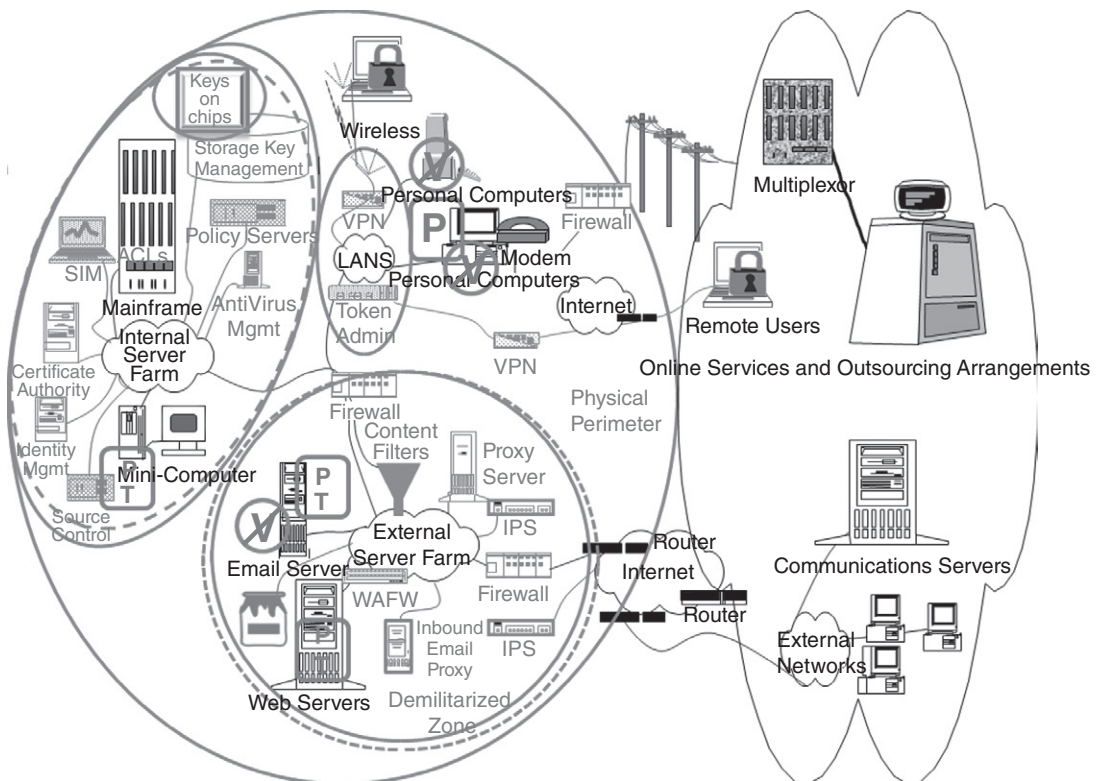 Keys
on
chips
Storage Key
Management
Wireless
Personal Computers
VPN
P
Firewall
Policy Servers
SIM
ACLs
LANS
Modem
V
Personal Computers
Mainframe
AntiVirus
Mgmt
Token
Admin
Internet
VPN
Internal
Server
Farm
Certificate
Authority
Identity
Mgmt
Mini-Computer
P
T
Source
Control
Firewall
Content
Filters
Physical
Perimeter
Proxy
Server
P
T
V
IPS
External
Server Farm
Email Server
WAFW
Firewall
Inbound
Email
Proxy
IPS
P
Web Servers
Demilitarized
Zone
Multiplexor
Remote Users
Online Services and Outsourcing Arrangements
Router
Internet
Router
Communications Servers
External
Networks
V